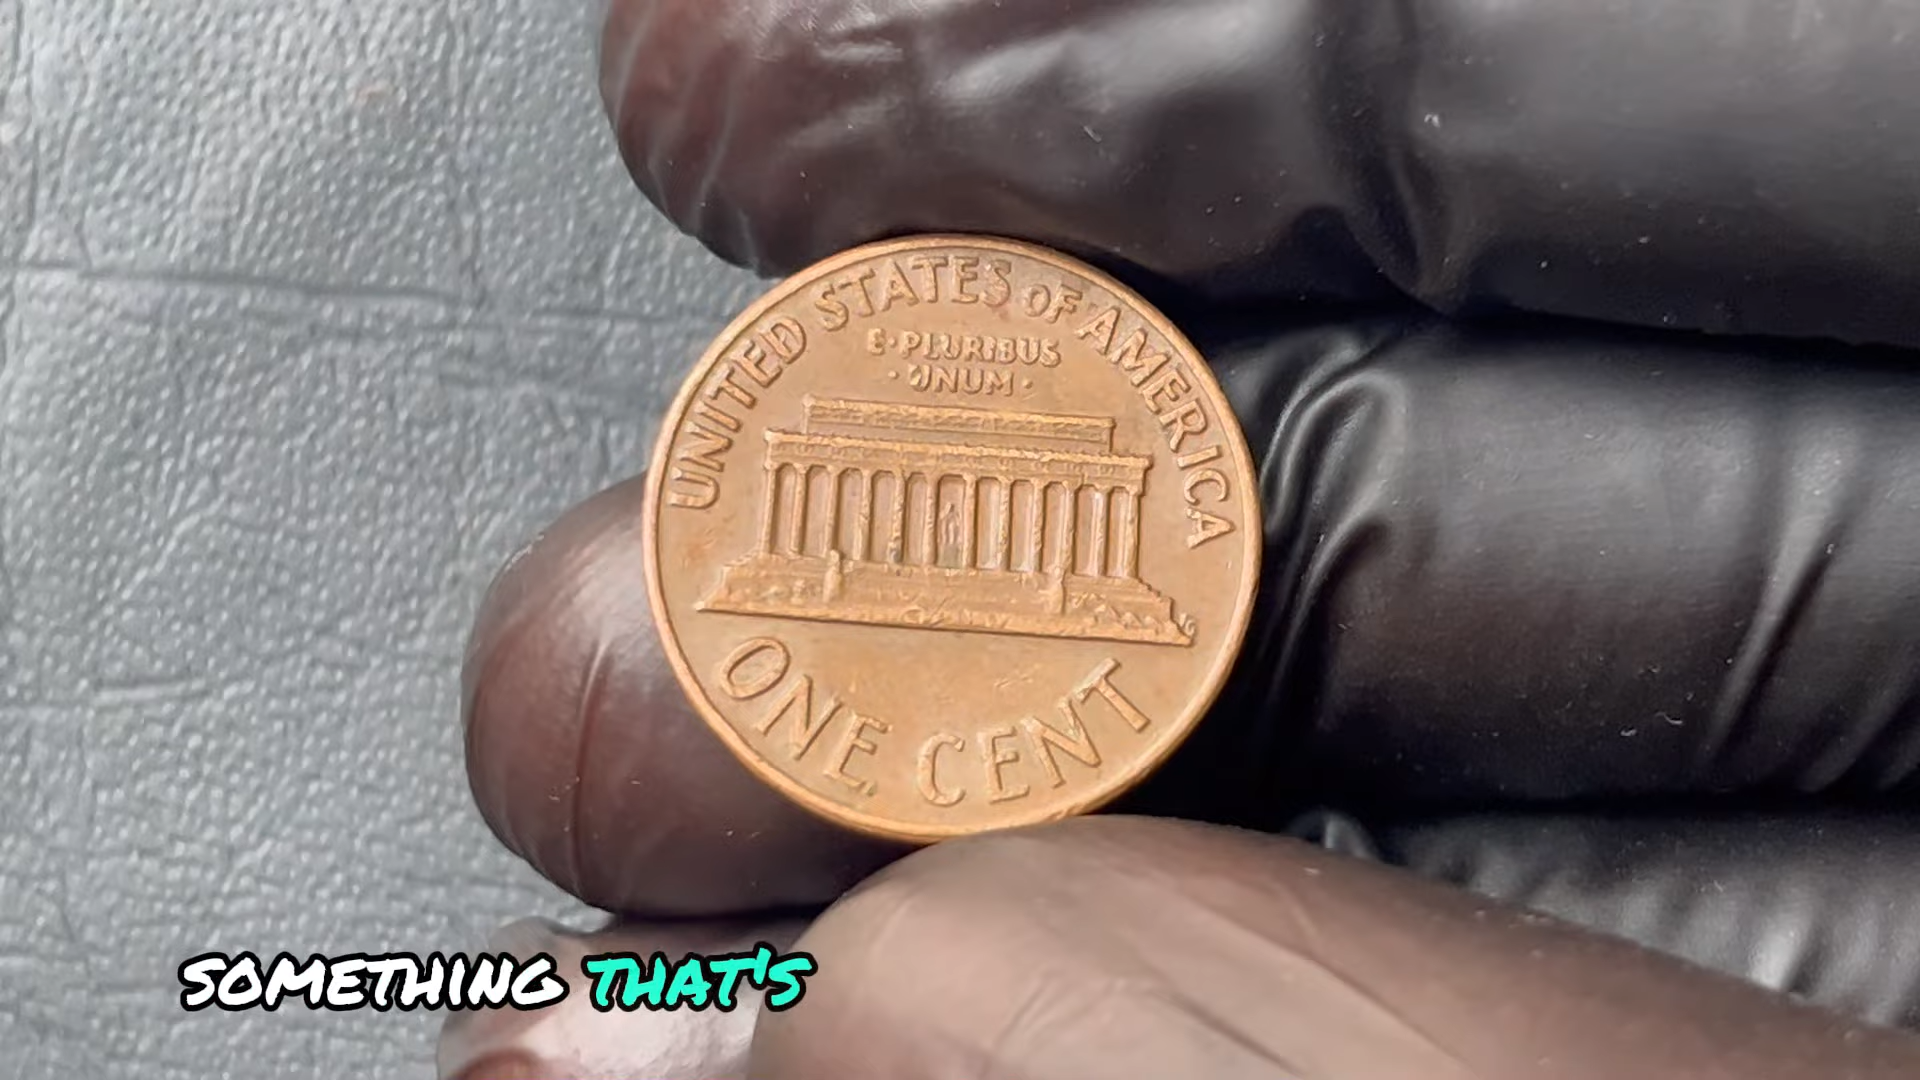 UNITED STATES OF AMERICA
E·PLURIBUS
·UNUM·
ONE CENT
SOMETHING THAT'S